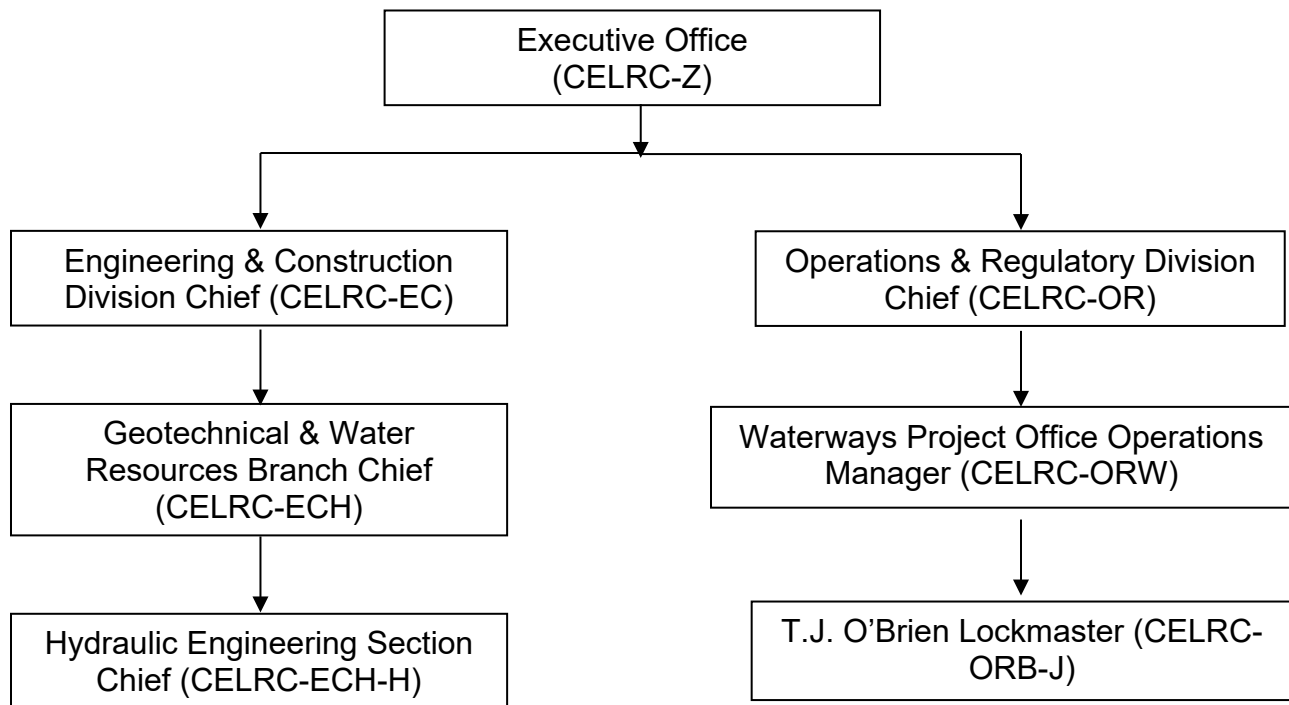 Executive Office
(CELRC-Z)
Engineering & Construction
Division Chief (CELRC-EC)
Operations & Regulatory Division
Chief (CELRC-OR)
Geotechnical & Water
Resources Branch Chief
(CELRC-ECH)
Waterways Project Office Operations
Manager (CELRC-ORW)
Hydraulic Engineering Section
Chief (CELRC-ECH-H)
T.J. O’Brien Lockmaster (CELRC-
ORB-J)